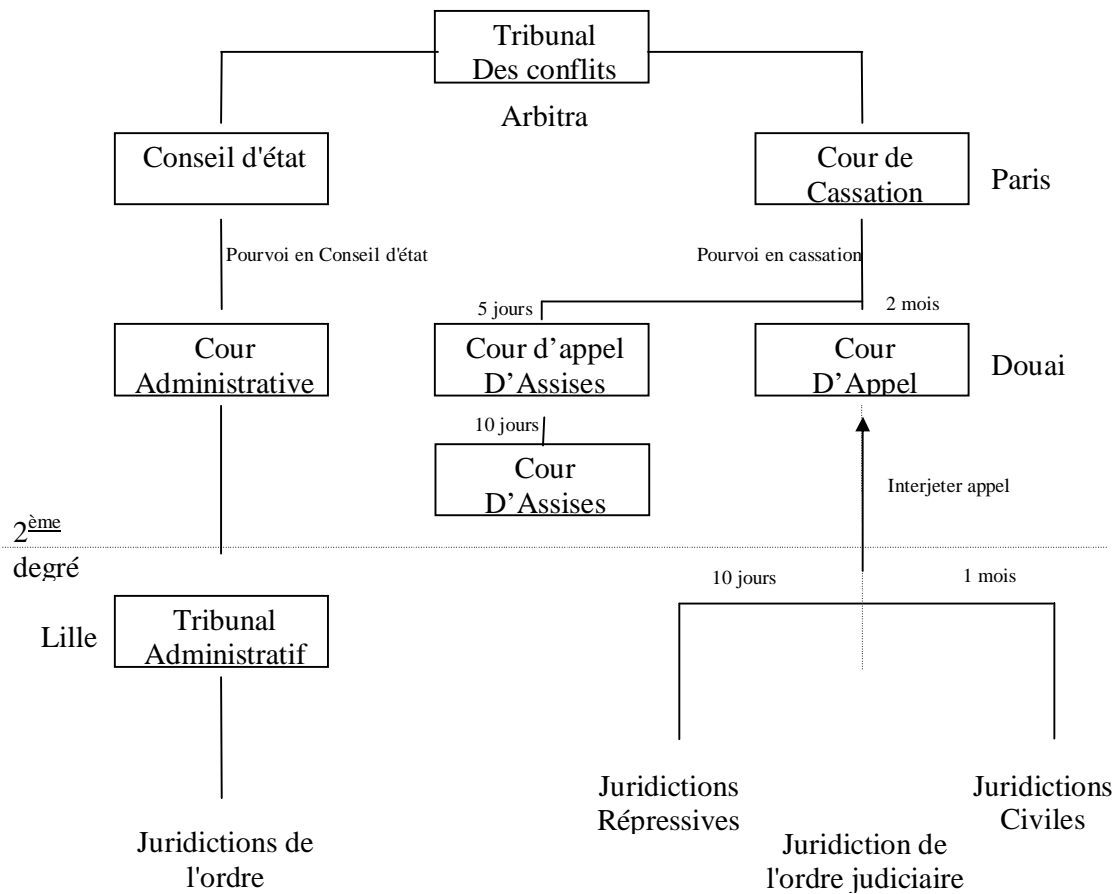 Tribunal
Des conflits
Arbitra
Conseil d'état
Cour de
Cassation
Paris
Pourvoi en Conseil d'état
Pourvoi en cassation
5 jours
2 mois
Cour
Administrative
Cour d’appel
D’Assises
Cour
D’Appel
Douai
10 jours
Cour
D’Assises
Interjeter appel
2ème
degré
10 jours
1 mois
Lille
Tribunal
Administratif
Juridictions
Répressives
Juridictions
Civiles
Juridictions de
l'ordre
Juridiction de
l'ordre judiciaire